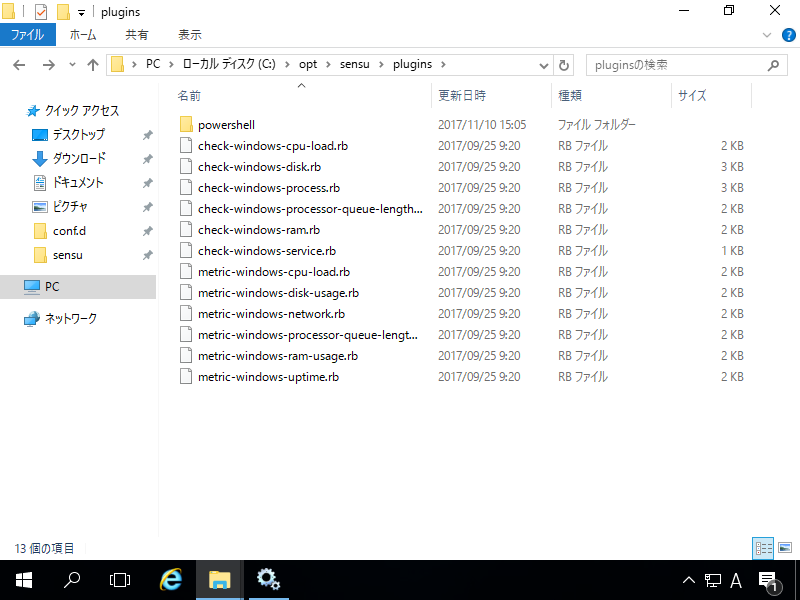 plugins
ファイル ホーム 共有 表示
PC ローカル ディスク (C:) opt sensu plugins pluginsの検索
名前 更新日時 種類 サイズ
クイック アクセス
デスクトップ
ダウンロード
ドキュメント
ピクチャ
conf.d
sensu
PC
ネットワーク
powershell 2017/11/10 15:05 ファイル フォルダー
check-windows-cpu-load.rb 2017/09/25 9:20 RB ファイル 2 KB
check-windows-disk.rb 2017/09/25 9:20 RB ファイル 3 KB
check-windows-process.rb 2017/09/25 9:20 RB ファイル 3 KB
check-windows-processor-queue-length... 2017/09/25 9:20 RB ファイル 2 KB
check-windows-ram.rb 2017/09/25 9:20 RB ファイル 2 KB
check-windows-service.rb 2017/09/25 9:20 RB ファイル 1 KB
metric-windows-cpu-load.rb 2017/09/25 9:20 RB ファイル 2 KB
metric-windows-disk-usage.rb 2017/09/25 9:20 RB ファイル 2 KB
metric-windows-network.rb 2017/09/25 9:20 RB ファイル 2 KB
metric-windows-processor-queue-lengt... 2017/09/25 9:20 RB ファイル 2 KB
metric-windows-ram-usage.rb 2017/09/25 9:20 RB ファイル 2 KB
metric-windows-uptime.rb 2017/09/25 9:20 RB ファイル 2 KB
13 個の項目
A 1